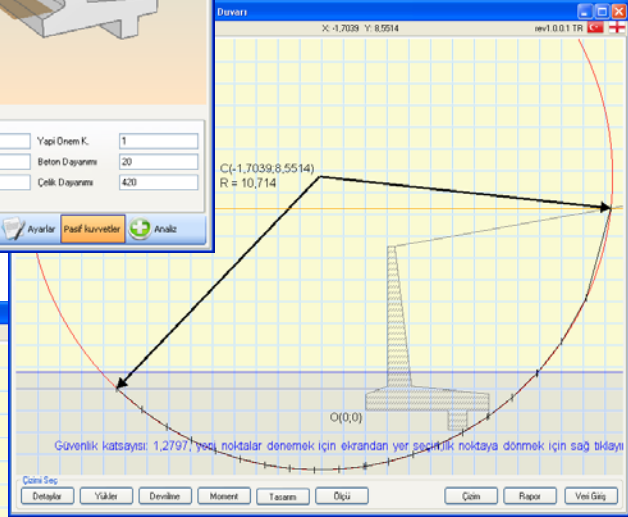 Duvarı
X: -1,7039 Y: 8,5514
rev1.0.0.1 TR
Yapi Onem K. 1
Beton Dayanımı 20
Çelik Dayanımı 420
Ayarlar Pasif kuvvetler Analiz
C(-1,7039;8,5514)
R = 10,714
O(0;0)
Güvenlik katsayısı: 1,2797, yeni noktalar denemek için ekrandan yer seçin,ilk noktaya dönmek için sağ tıklayı
Çizimi Seç
Detaylar Yükler Devrilme Moment Tasarım Ölçü Çizim Rapor Veri Giriş